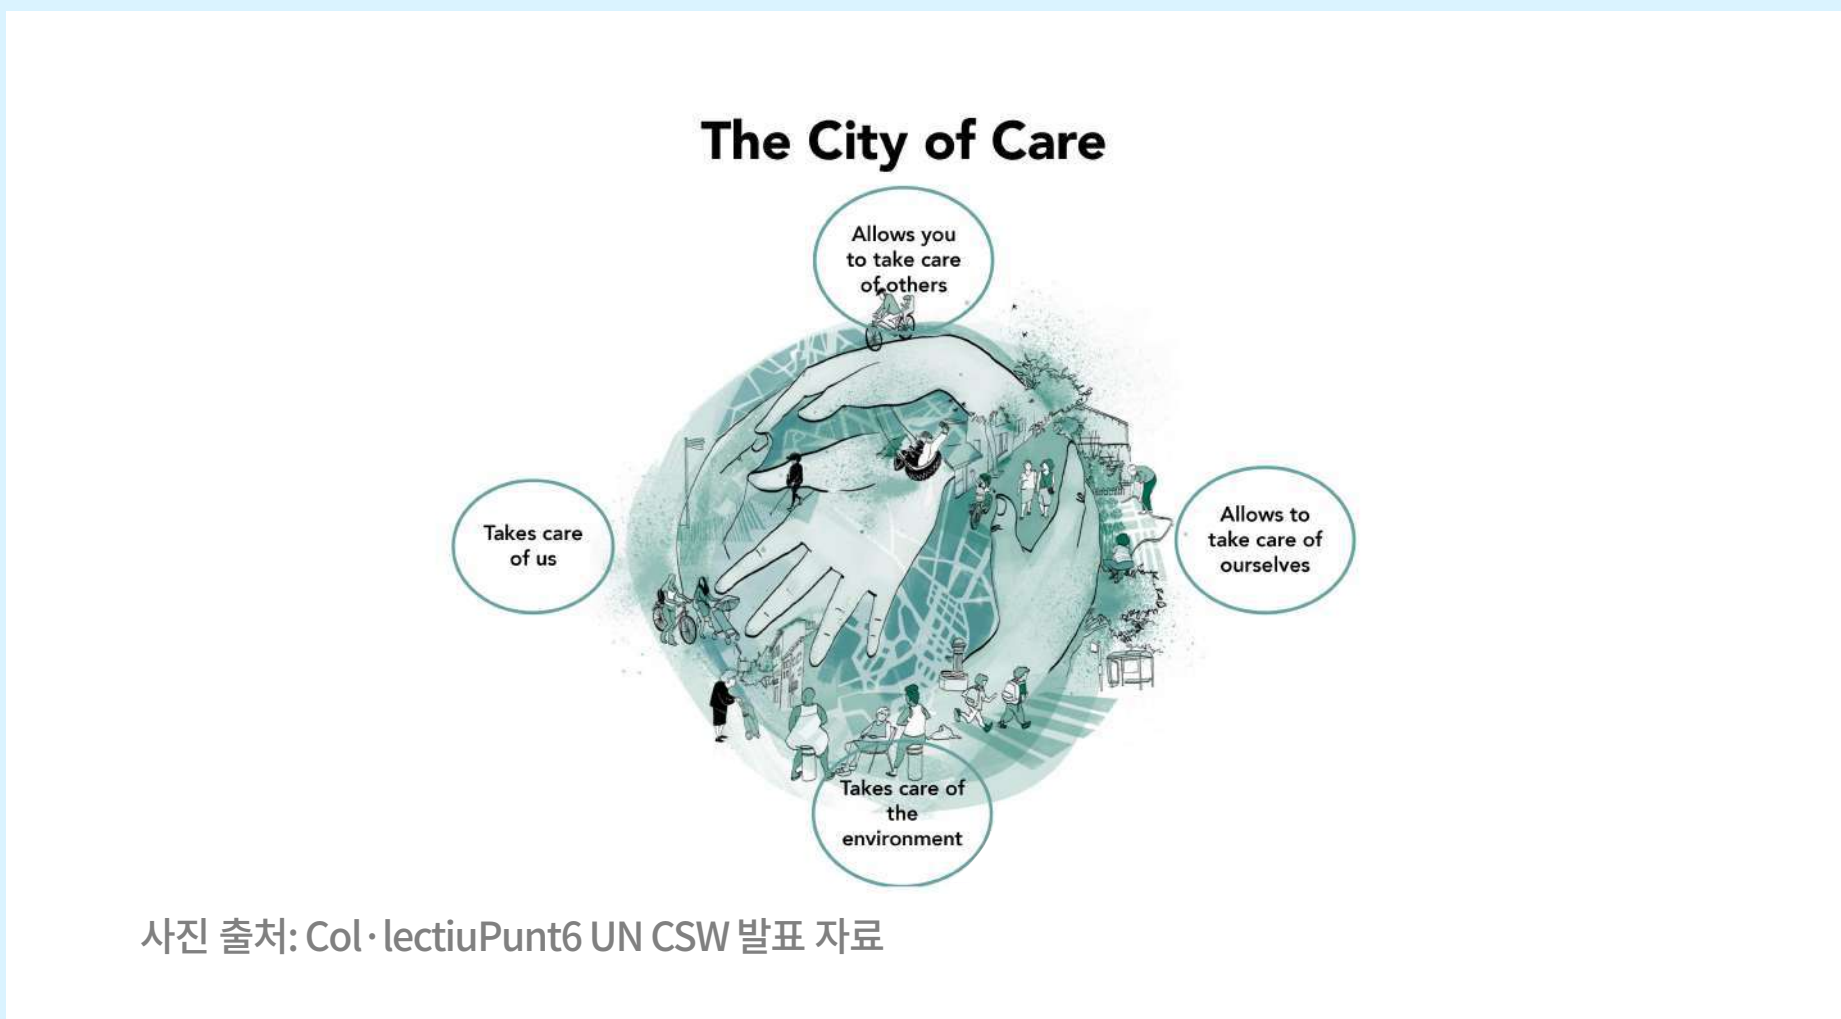 The City of Care
Allows you
to take care
of others
Takes care
of us
Allows to
take care of
ourselves
Takes care of
the
environment
사진 출처: Col·lectiuPunt6 UN CSW 발표 자료